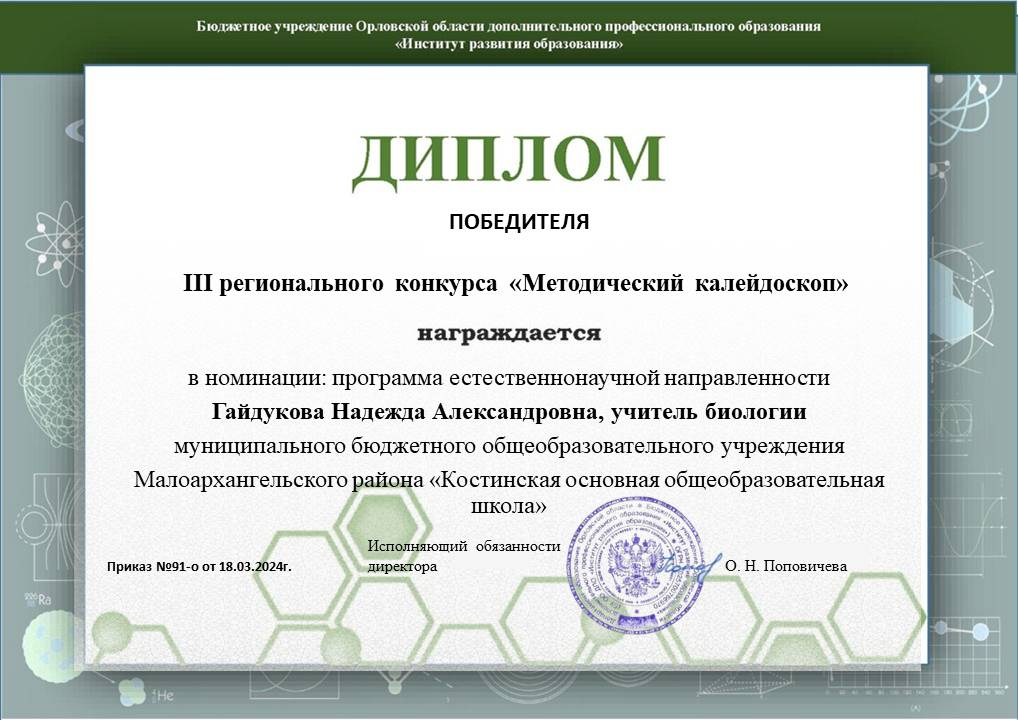 Бюджетное учреждение Орловской области дополнительного профессионального образования
«Институт развития образования»
ДИПЛОМ
ПОБЕДИТЕЛЯ
III регионального конкурса «Методический калейдоскоп»
награждается
в номинации: программа естественнонаучной направленности
Гайдукова Надежда Александровна, учитель биологии
муниципального бюджетного общеобразовательного учреждения
Малоархангельского района «Костинская основная общеобразовательная
школа»
Исполняющий обязанности
директора
Приказ №91-о от 18.03.2024г.
О. Н. Поповичева
Ra
He